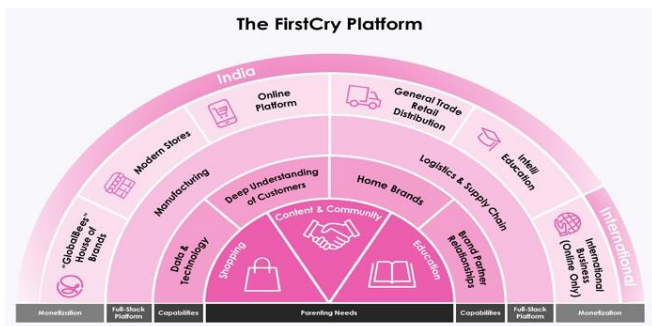 The FirstCry Platform
India
International
"GlobalBees"
House of
Brands
Modern Stores
Online
Platform
General Trade
Retail
Distribution
Intelli
Education
International
Business
(Online Only)
Manufacturing
Logistics & Supply Chain
Data &
Technology
Deep Understanding
of Customers
Home Brands
Brand Partner
Relationships
Shopping
Content & Community
Education
Monetization
Full-Stack
Platform
Capabilities
Parenting Needs
Capabilities
Full-Stack
Platform
Monetization